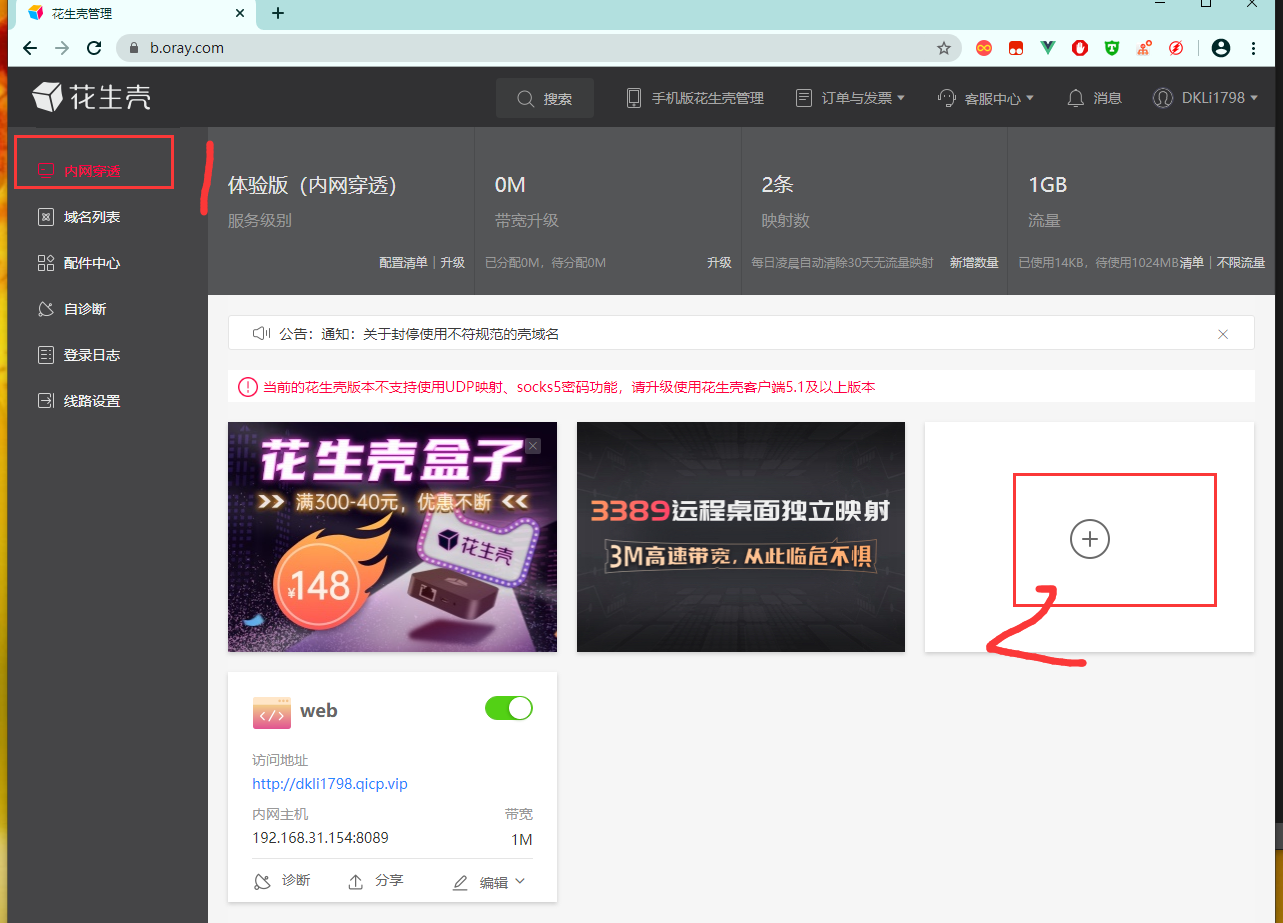 花生壳管理
b.oray.com
花生壳
搜索
手机版花生壳管理
订单与发票
客服中心
消息
DKLi1798
内网穿透
域名列表
配件中心
自诊断
登录日志
线路设置
1
体验版（内网穿透）
服务级别
配置清单 | 升级
0M
带宽升级
已分配0M，待分配0M 升级
2条
映射数
每日凌晨自动清除30天无流量映射 新增数量
1GB
流量
已使用14KB，待使用1024MB清单 | 不限流量
公告：通知：关于封停使用不符规范的壳域名
当前的花生壳版本不支持使用UDP映射、socks5密码功能，请升级使用花生壳客户端5.1及以上版本
花生壳盒子
满300-40元，优惠不断
花生壳
¥148
3389远程桌面独立映射
3M高速带宽，从此临危不惧
2
web
访问地址
http://dkli1798.qicp.vip
内网主机 带宽
192.168.31.154:8089 1M
诊断 分享 编辑